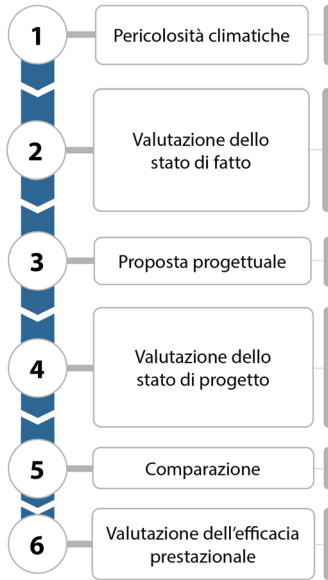 1
Pericolosità climatiche
2
Valutazione dello
stato di fatto
3
Proposta progettuale
4
Valutazione dello
stato di progetto
5
Comparazione
6
Valutazione dell'efficacia
prestazionale